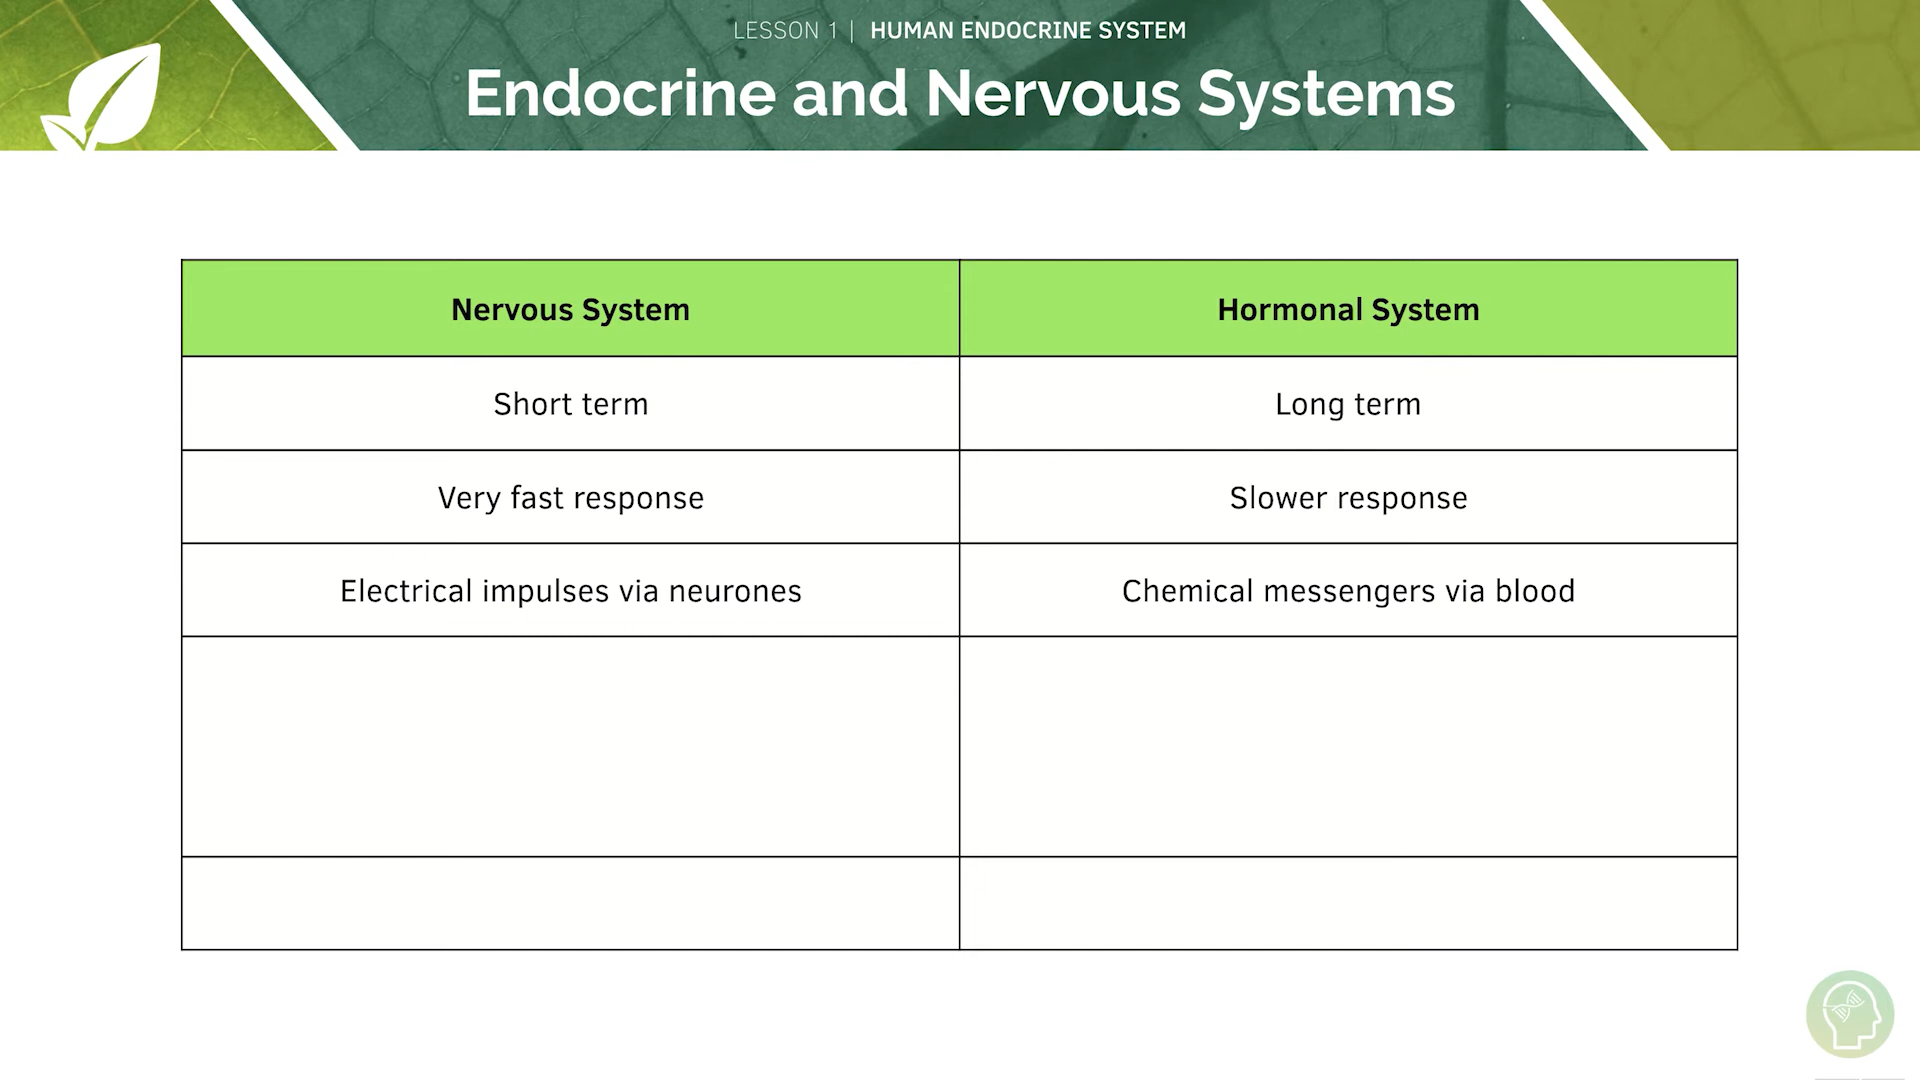 LESSON 1 | HUMAN ENDOCRINE SYSTEM
Endocrine and Nervous Systems
Nervous System
Hormonal System
Short term
Long term
Very fast response
Slower response
Electrical impulses via neurones
Chemical messengers via blood